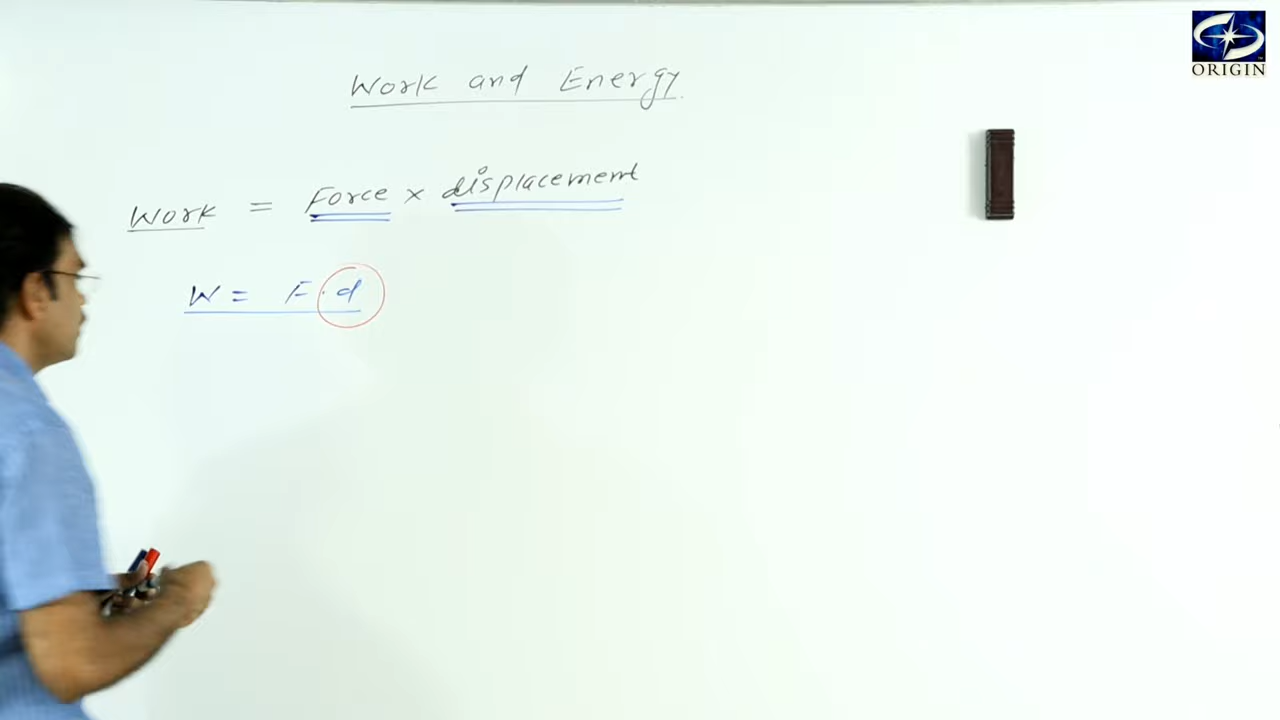 ORIGIN
Work and Energy.
Work = Force × displacement
W = F.d